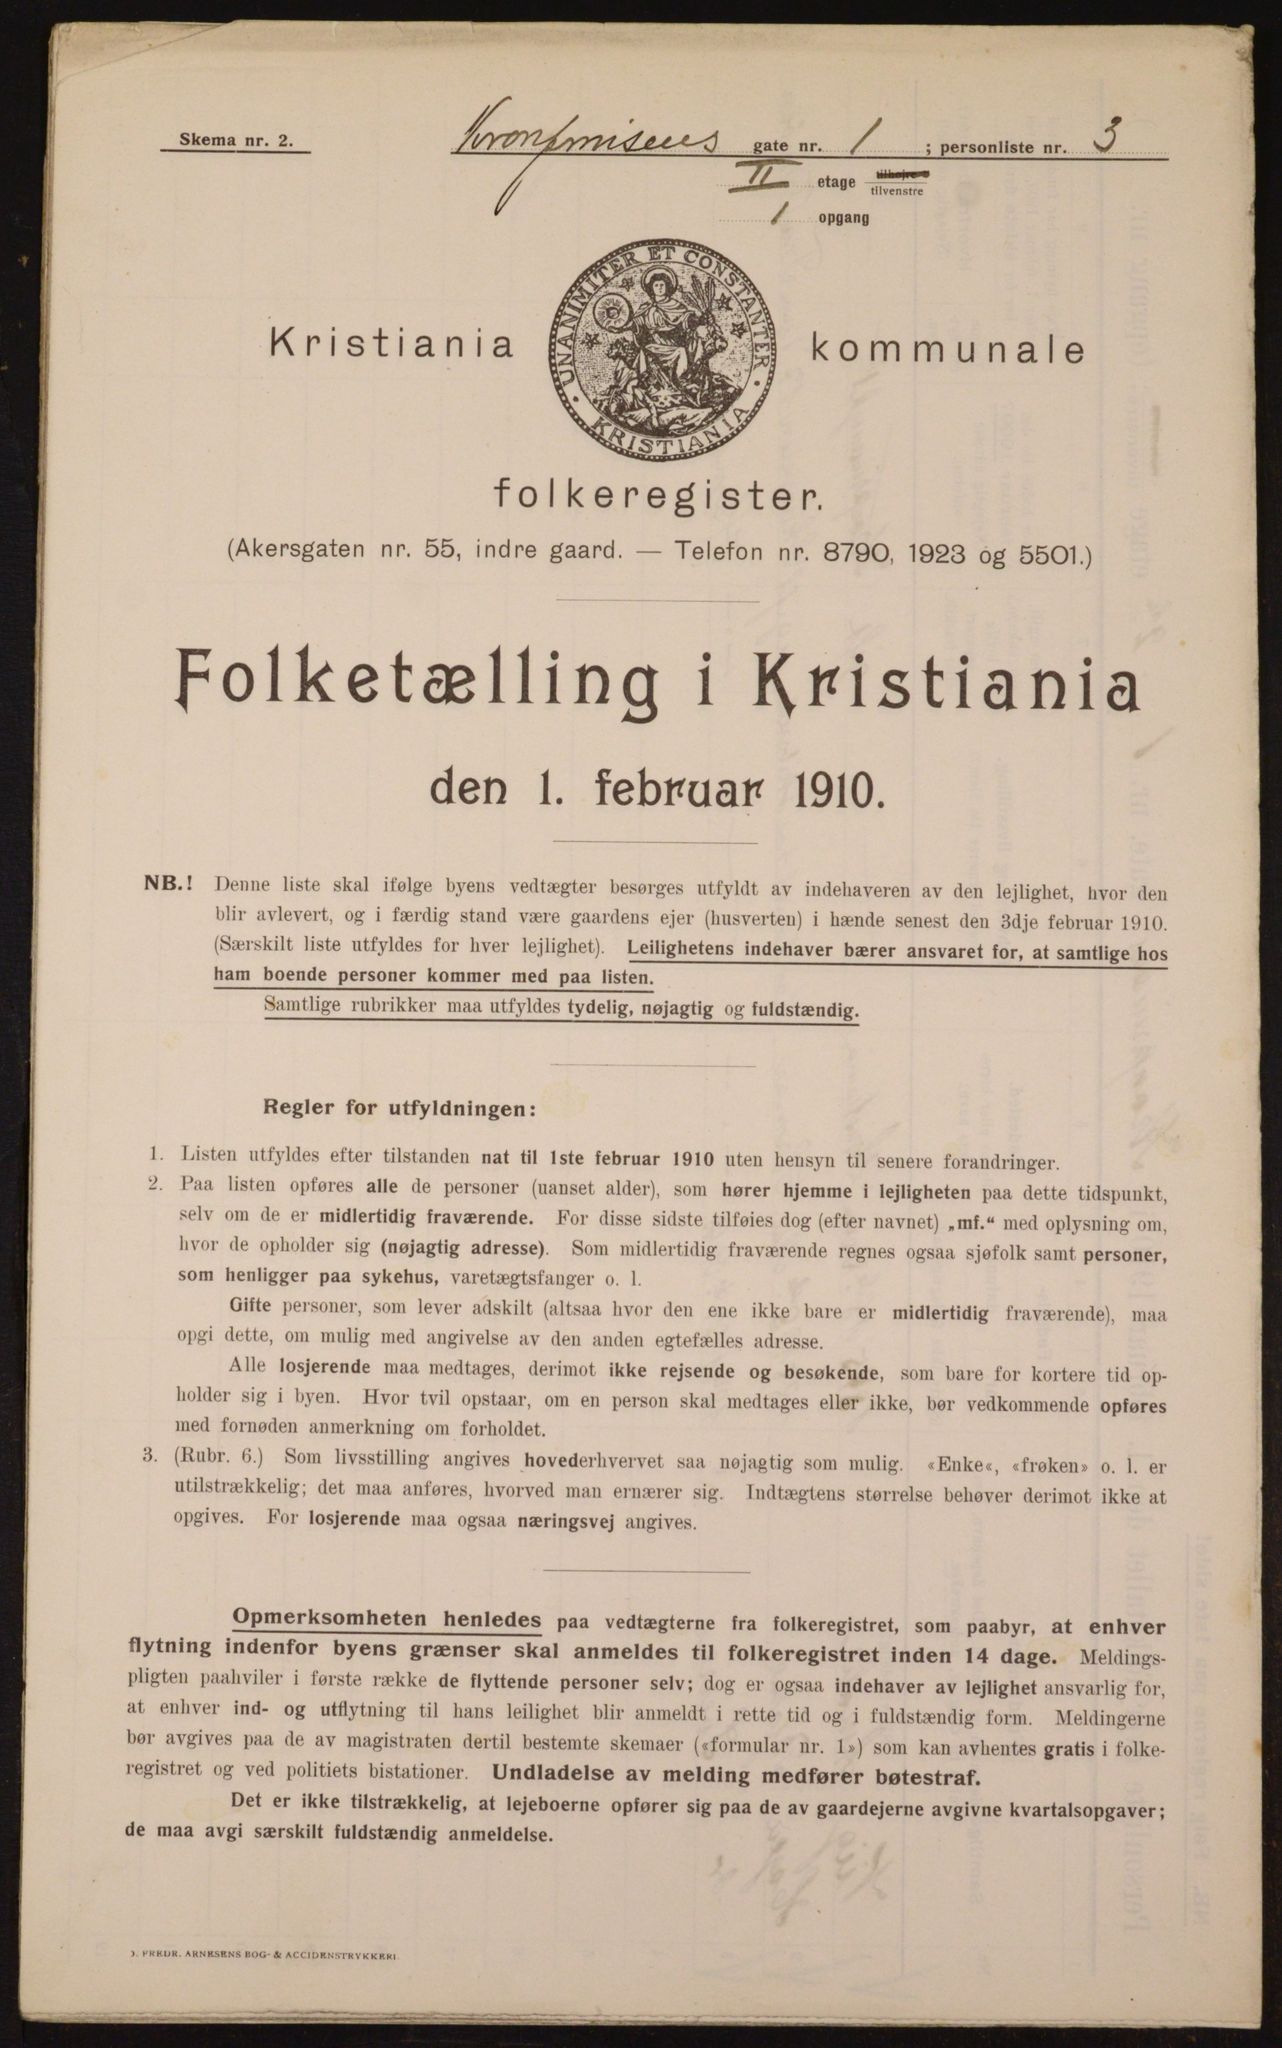 Skema nr. 2.
Kronprinsens gate nr. 1 ; personliste nr. 3
II etage tilhøjre tilvenstre
1 opgang
UNANIMITER ET CONSTANTER
KRISTIANIA
Kristiania kommunale
folkeregister.
(Akersgaten nr. 55, indre gaard. — Telefon nr. 8790, 1923 og 5501.)
Folketælling i Kristiania
den 1. februar 1910.
NB.! Denne liste skal ifølge byens vedtægter besørges utfyldt av indehaveren av den lejlighet, hvor den
blir avlevert, og i færdig stand være gaardens ejer (husverten) i hænde senest den 3dje februar 1910.
(Særskilt liste utfyldes for hver lejlighet). Leilighetens indehaver bærer ansvaret for, at samtlige hos
ham boende personer kommer med paa listen.
Samtlige rubrikker maa utfyldes tydelig, nøjagtig og fuldstændig.
Regler for utfyldningen:
1. Listen utfyldes efter tilstanden nat til 1ste februar 1910 uten hensyn til senere forandringer.
2. Paa listen opføres alle de personer (uanset alder), som hører hjemme i lejligheten paa dette tidspunkt,
selv om de er midlertidig fraværende. For disse sidste tilføies dog (efter navnet) „mf.“ med oplysning om,
hvor de opholder sig (nøjagtig adresse). Som midlertidig fraværende regnes ogsaa sjøfolk samt personer,
som henligger paa sykehus, varetægtsfanger o. l.
Gifte personer, som lever adskilt (altsaa hvor den ene ikke bare er midlertidig fraværende), maa
opgi dette, om mulig med angivelse av den anden egtefælles adresse.
Alle losjerende maa medtages, derimot ikke rejsende og besøkende, som bare for kortere tid op-
holder sig i byen. Hvor tvil opstaar, om en person skal medtages eller ikke, bør vedkommende opføres
med fornøden anmerkning om forholdet.
3. (Rubr. 6.) Som livsstilling angives hovederhvervet saa nøjagtig som mulig. «Enke«, «frøken» o. l. er
utilstrækkelig; det maa anføres, hvorved man ernærer sig. Indtægtens størrelse behøver derimot ikke at
opgives. For losjerende maa ogsaa næringsvej angives.
Opmerksomheten henledes paa vedtægterne fra folkeregistret, som paabyr, at enhver
flytning indenfor byens grænser skal anmeldes til folkeregistret inden 14 dage. Meldings-
pligten paahviler i første række de flyttende personer selv; dog er ogsaa indehaver av lejlighet ansvarlig for,
at enhver ind- og utflytning til hans leilighet blir anmeldt i rette tid og i fuldstændig form. Meldingerne
bør avgives paa de av magistraten dertil bestemte skemaer («formular nr. 1») som kan avhentes gratis i folke-
registret og ved politiets bistationer. Undladelse av melding medfører bøtestraf.
Det er ikke tilstrækkelig, at lejeboerne opfører sig paa de av gaardejerne avgivne kvartalsopgaver;
de maa avgi særskilt fuldstændig anmeldelse.
FREDR. ARNESENS BOG- & ACCIDENSTRYKKERI